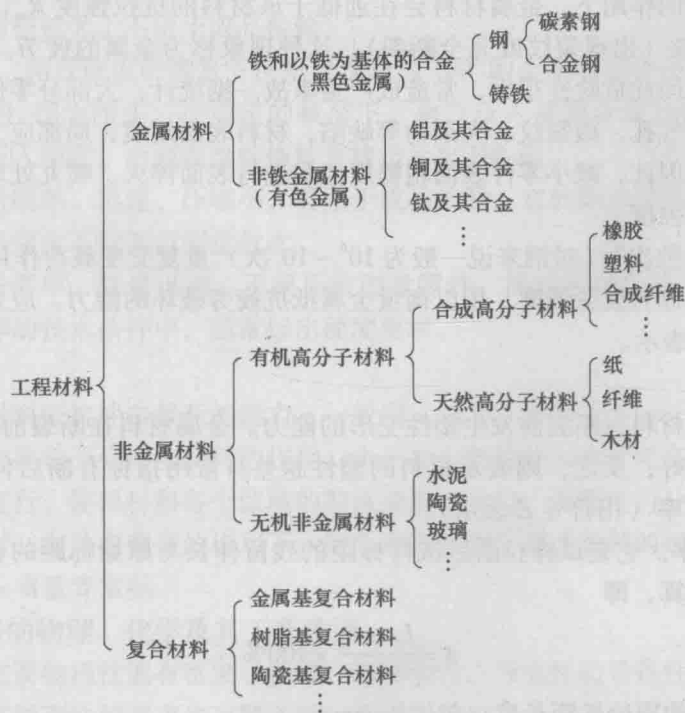 工程材料
金属材料
铁和以铁为基体的合金
(黑色金属)
钢
碳素钢
合金钢
铸铁
非铁金属材料
(有色金属)
铝及其合金
铜及其合金
钛及其合金
⋮
非金属材料
有机高分子材料
合成高分子材料
橡胶
塑料
合成纤维
⋮
天然高分子材料
纸
纤维
木材
无机非金属材料
水泥
陶瓷
玻璃
⋮
复合材料
金属基复合材料
树脂基复合材料
陶瓷基复合材料
⋮